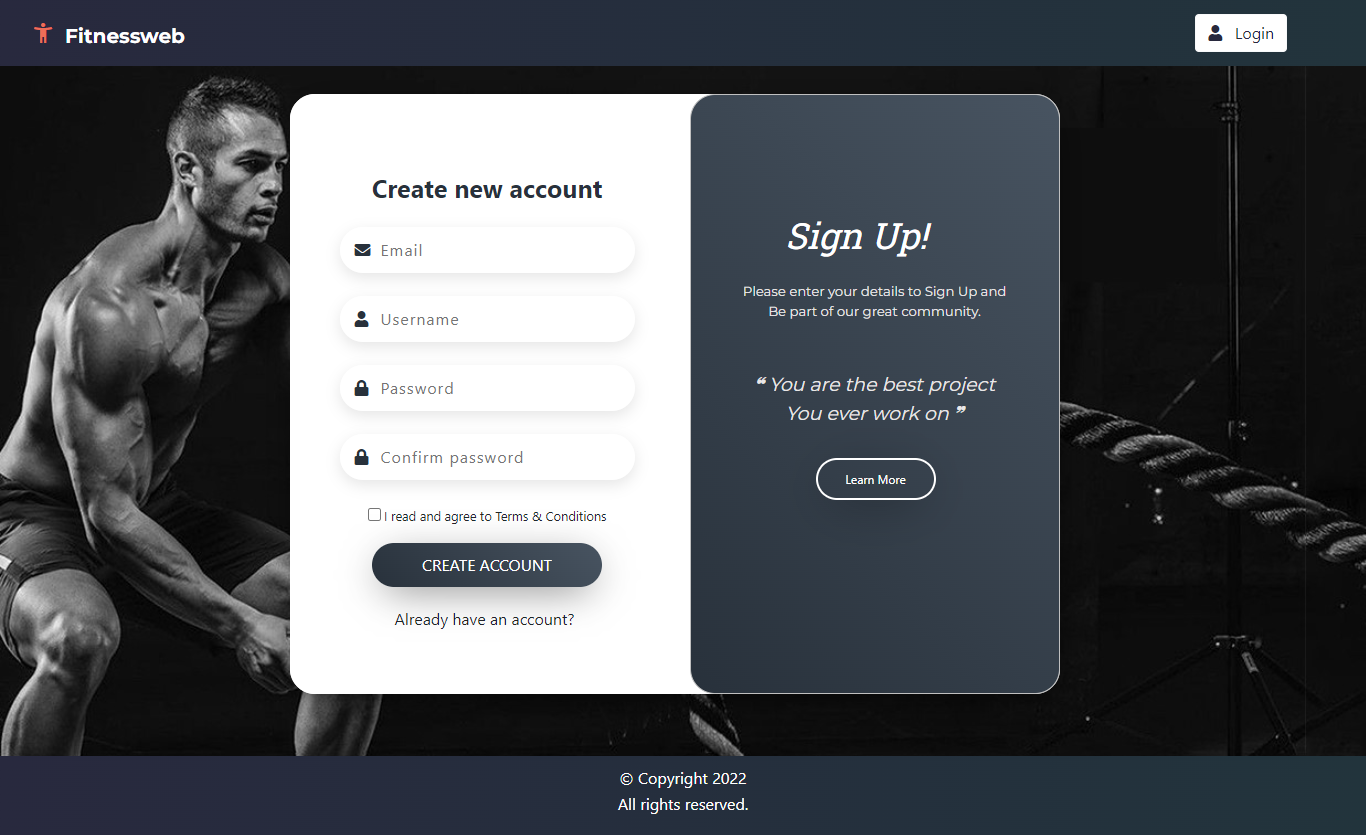 Fitnessweb
Login
Create new account
Email
Username
Password
Confirm password
I read and agree to Terms & Conditions
CREATE ACCOUNT
Already have an account?
Sign Up!
Please enter your details to Sign Up and
Be part of our great community.
❝ You are the best project
You ever work on ❞
Learn More
© Copyright 2022
All rights reserved.